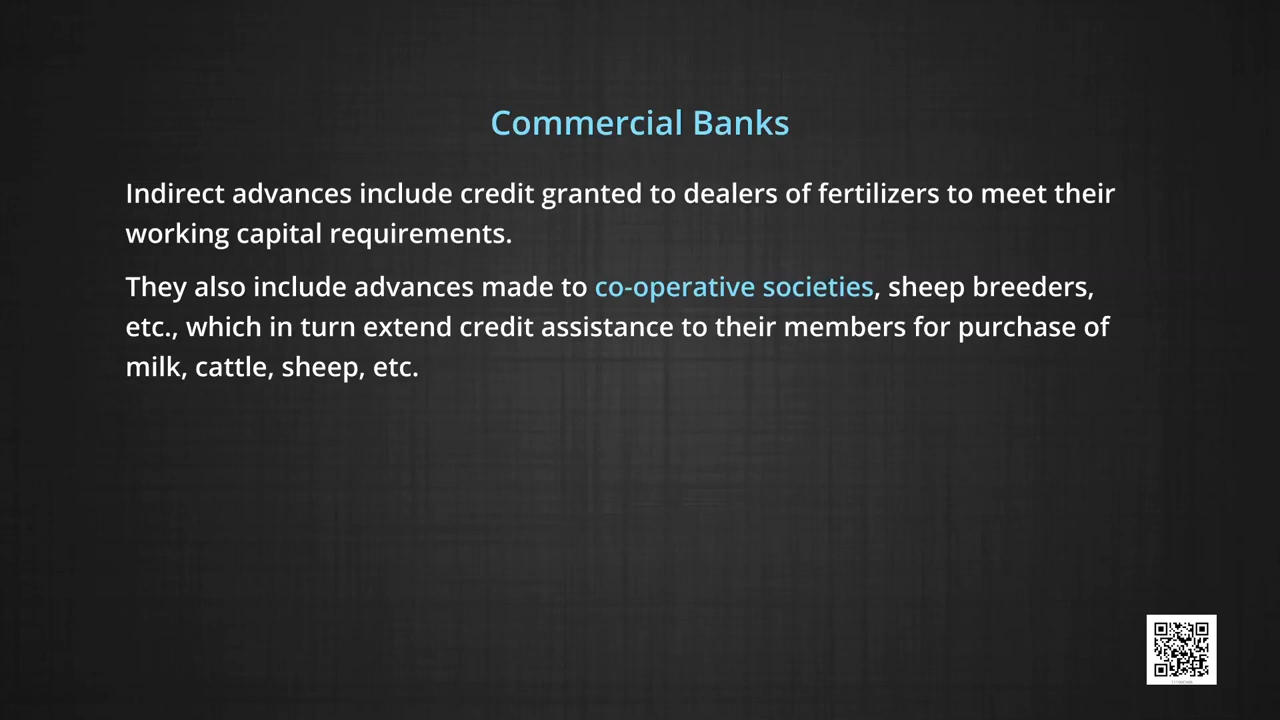 Commercial Banks
Indirect advances include credit granted to dealers of fertilizers to meet their
working capital requirements.
They also include advances made to co-operative societies, sheep breeders,
etc., which in turn extend credit assistance to their members for purchase of
milk, cattle, sheep, etc.